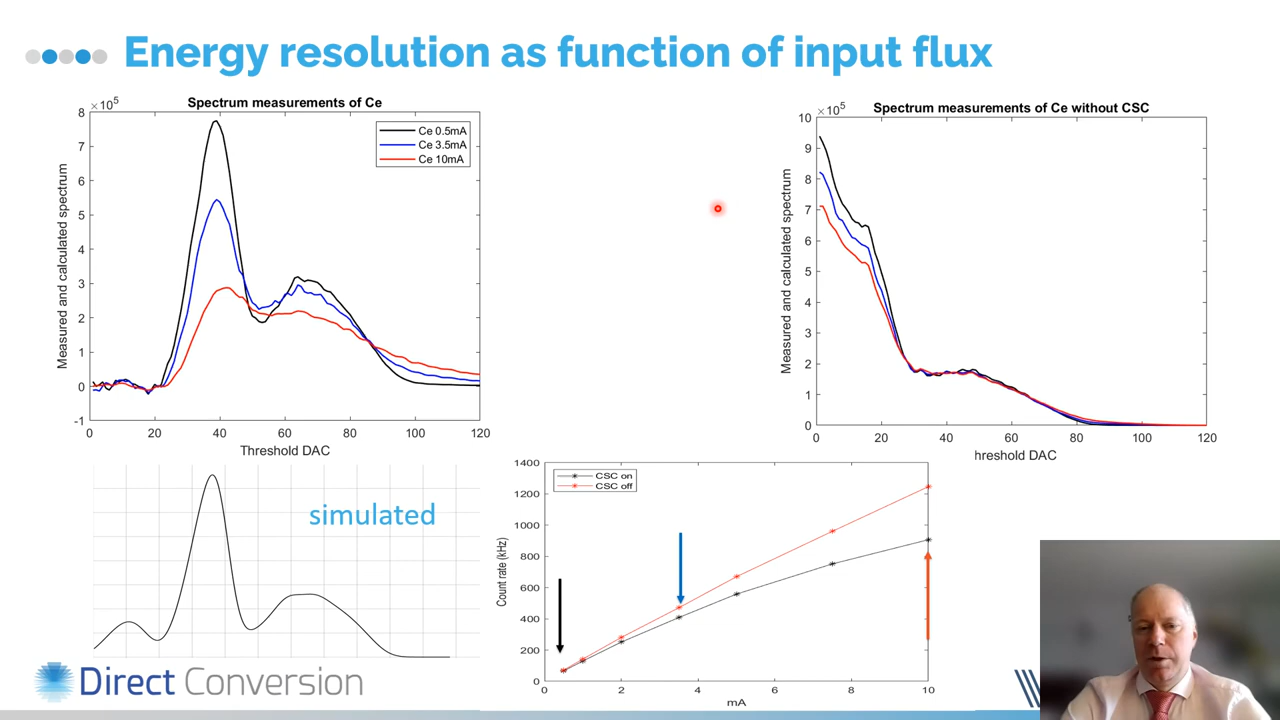 Energy resolution as function of input flux
Spectrum measurements of Ce
×10⁵
8
7
6
5
4
3
2
1
0
-1
0 20 40 60 80 100 120
Measured and calculated spectrum
Threshold DAC
Ce 0.5mA
Ce 3.5mA
Ce 10mA
Spectrum measurements of Ce without CSC
×10⁵
10
9
8
7
6
5
4
3
2
1
0
0 20 40 60 80 100 120
Measured and calculated spectrum
hreshold DAC
simulated
CSC on
CSC off
1400
1200
1000
800
600
400
200
0
0 2 4 6 8 10
Count rate (kHz)
mA
Direct Conversion